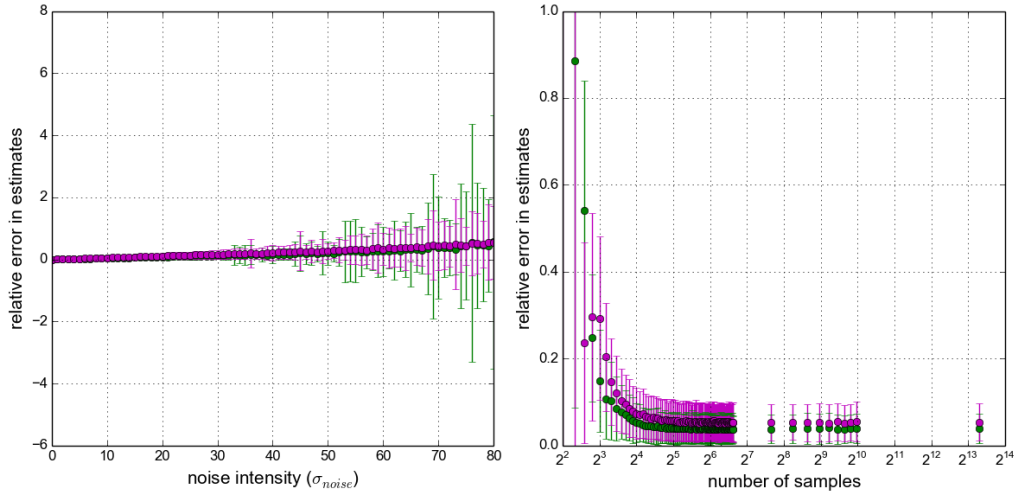 8
6
4
2
0
−2
−4
−6
relative error in estimates
0 10 20 30 40 50 60 70 80
noise intensity (σnoise)
1.0
0.8
0.6
0.4
0.2
0.0
relative error in estimates
2^2 2^3 2^4 2^5 2^6 2^7 2^8 2^9 2^10 2^11 2^12 2^13 2^14
number of samples